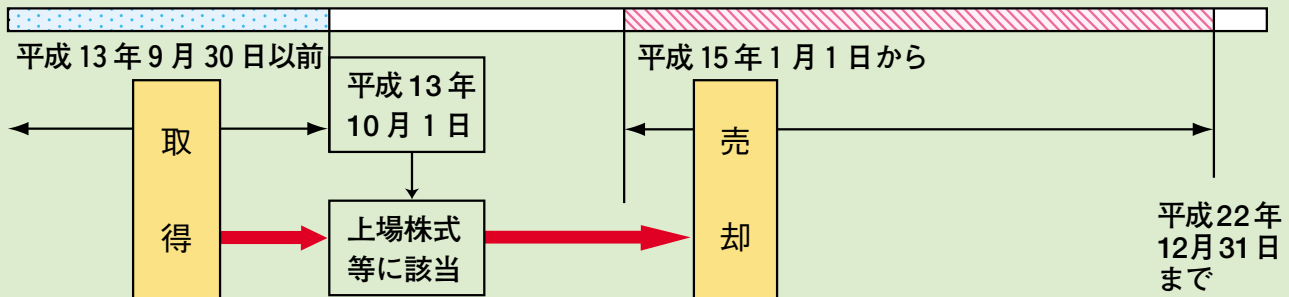 平成13年9月30日以前
平成13年
10月1日
平成15年1月1日から
取得
上場株式
等に該当
売却
平成22年
12月31日
まで